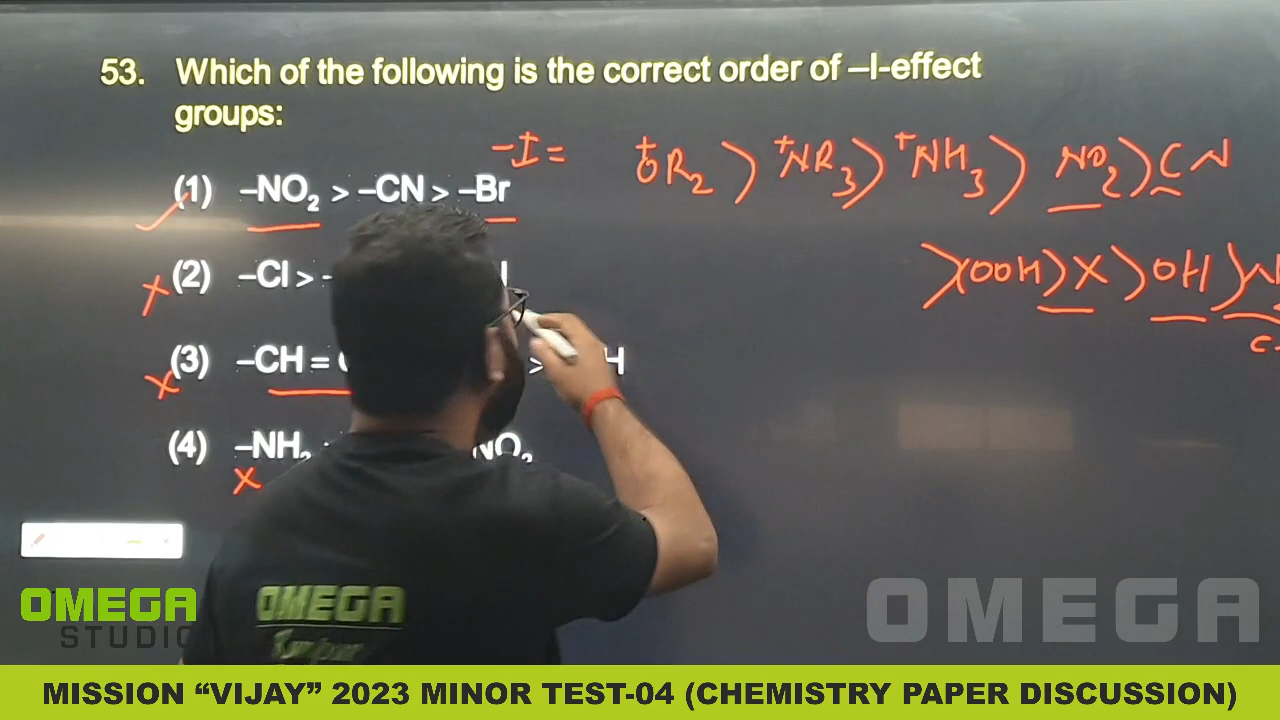 53. Which of the following is the correct order of –I-effect
groups:
-I = +OR2 > +NR3 > +NH3 > NO2 > CN
> COOH > X > OH >
(1) –NO₂ > –CN > –Br
(2) –Cl >
(3) –CH =
(4) –NH₂ NO₂
OMEGA
STUDIO
OMEGA
OMEGA
MISSION “VIJAY” 2023 MINOR TEST-04 (CHEMISTRY PAPER DISCUSSION)